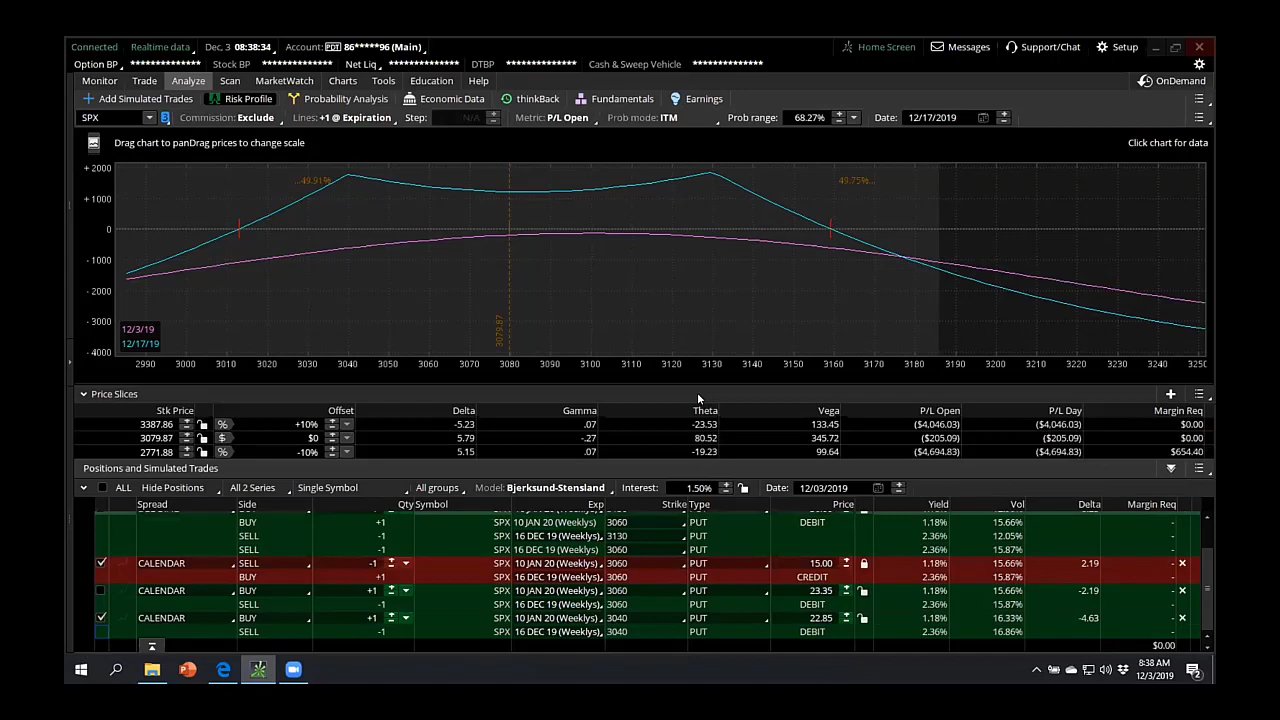 Connected Realtime data Dec, 3 08:38:34 Account: PDT 86*****96 (Main) Home Screen Messages Support/Chat Setup
Option BP ************* Stock BP ************* Net Liq ************* DTBP ************* Cash & Sweep Vehicle *************
Monitor Trade Analyze Scan MarketWatch Charts Tools Education Help OnDemand
Add Simulated Trades Risk Profile Probability Analysis Economic Data thinkBack Fundamentals Earnings
SPX 3 Commission: Exclude Lines: +1 @ Expiration Step: N/A Metric: P/L Open Prob mode: ITM Prob range: 68.27% Date: 12/17/2019
Drag chart to panDrag prices to change scale Click chart for data
+2000
...49.91% 49.75%...
+1000
0
-1000
-2000
-3000
3079.87
12/3/19
12/17/19
-4000
2990 3000 3010 3020 3030 3040 3050 3060 3070 3080 3090 3100 3110 3120 3130 3140 3150 3160 3170 3180 3190 3200 3210 3220 3230 3240 3250
Price Slices
Stk Price Offset Delta Gamma Theta Vega P/L Open P/L Day Margin Req
3387.86 % +10% -5.23 .07 -23.53 133.45 ($4,046.03) ($4,046.03) $0.00
3079.87 $ $0 5.79 -.27 80.52 345.72 ($205.09) ($205.09) $0.00
2771.88 % -10% 5.15 .07 -19.23 99.64 ($4,694.83) ($4,694.83) $654.40
Positions and Simulated Trades
ALL Hide Positions All 2 Series Single Symbol All groups Model: Bjerksund-Stensland Interest: 1.50% Date: 12/03/2019
Spread Side Qty Symbol Exp Strike Type Price Yield Vol Delta Margin Req
BUY +1 SPX 10 JAN 20 (Weeklys) 3060 PUT DEBIT 1.18% 15.66% -
SELL -1 SPX 16 DEC 19 (Weeklys) 3130 PUT 2.36% 12.05% -
SELL -1 SPX 16 DEC 19 (Weeklys) 3060 PUT 2.36% 15.87% -
CALENDAR SELL -1 SPX 10 JAN 20 (Weeklys) 3060 PUT 15.00 1.18% 15.66% 2.19 -
BUY +1 SPX 16 DEC 19 (Weeklys) 3060 PUT CREDIT 2.36% 15.87% -
CALENDAR BUY +1 SPX 10 JAN 20 (Weeklys) 3060 PUT 23.35 1.18% 15.66% -2.19 -
SELL -1 SPX 16 DEC 19 (Weeklys) 3060 PUT DEBIT 2.36% 15.87% -
CALENDAR BUY +1 SPX 10 JAN 20 (Weeklys) 3040 PUT 22.85 1.18% 16.33% -4.63 -
SELL -1 SPX 16 DEC 19 (Weeklys) 3040 PUT DEBIT 2.36% 16.86% -
$0.00
8:38 AM
12/3/2019
2